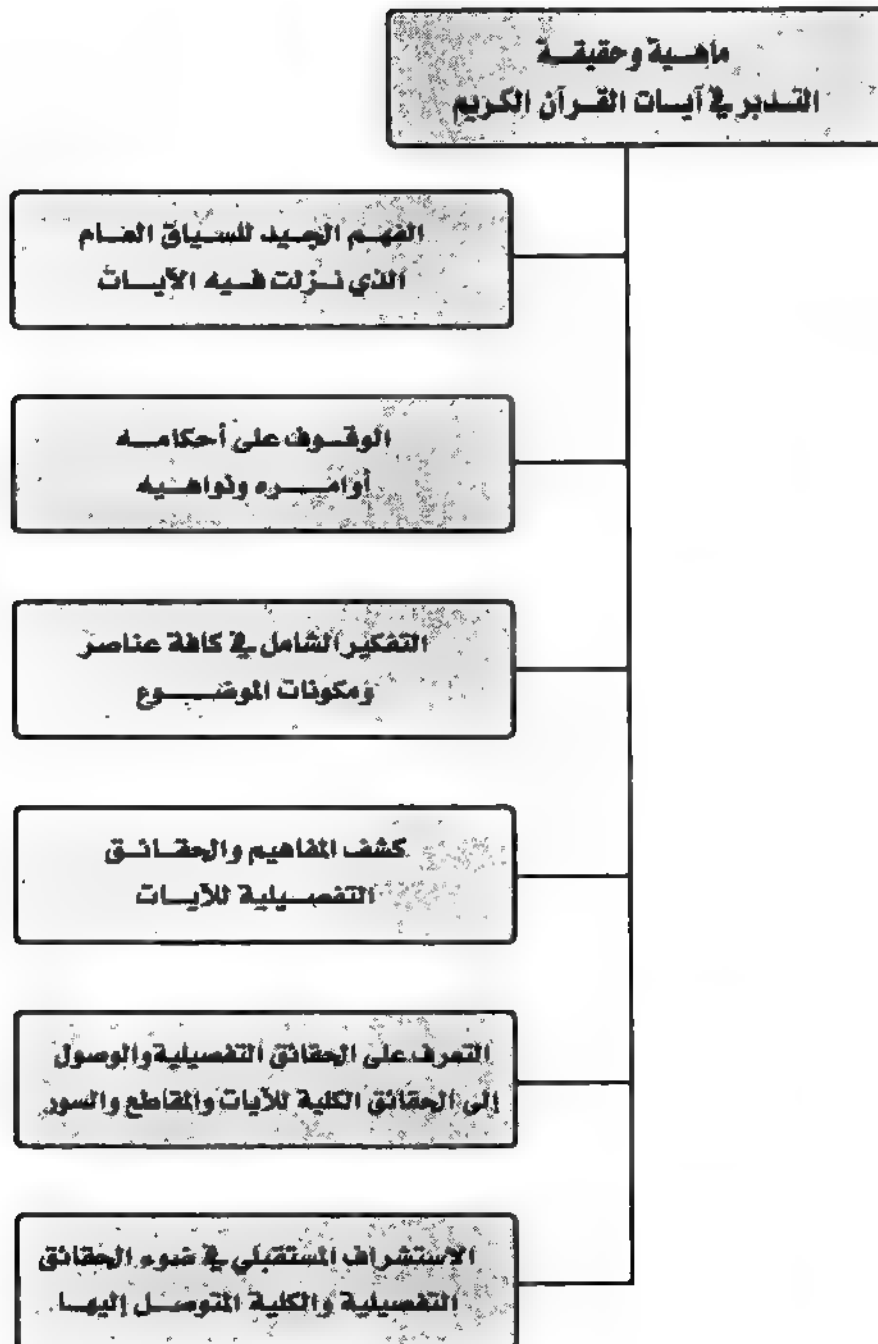 ماهية وحقيقة
التدبر في آيات القرآن الكريم
الفهم الجيد للسياق العام
الذي نزلت فيه الآيات
الوقوف على أحكامه
أوامره ونواهيه
التفكير الشامل في كافة عناصر
ومكونات الموضوع
كشف المفاهيم والحقائق
التفصيلية للآيات
التعرف على الحقائق التفصيلية والوصول
إلى الحقائق الكلية للآيات والمقاطع والسور
الاستشراف المستقبلي في ضوء الحقائق
التفصيلية والكلية المتوصل إليها